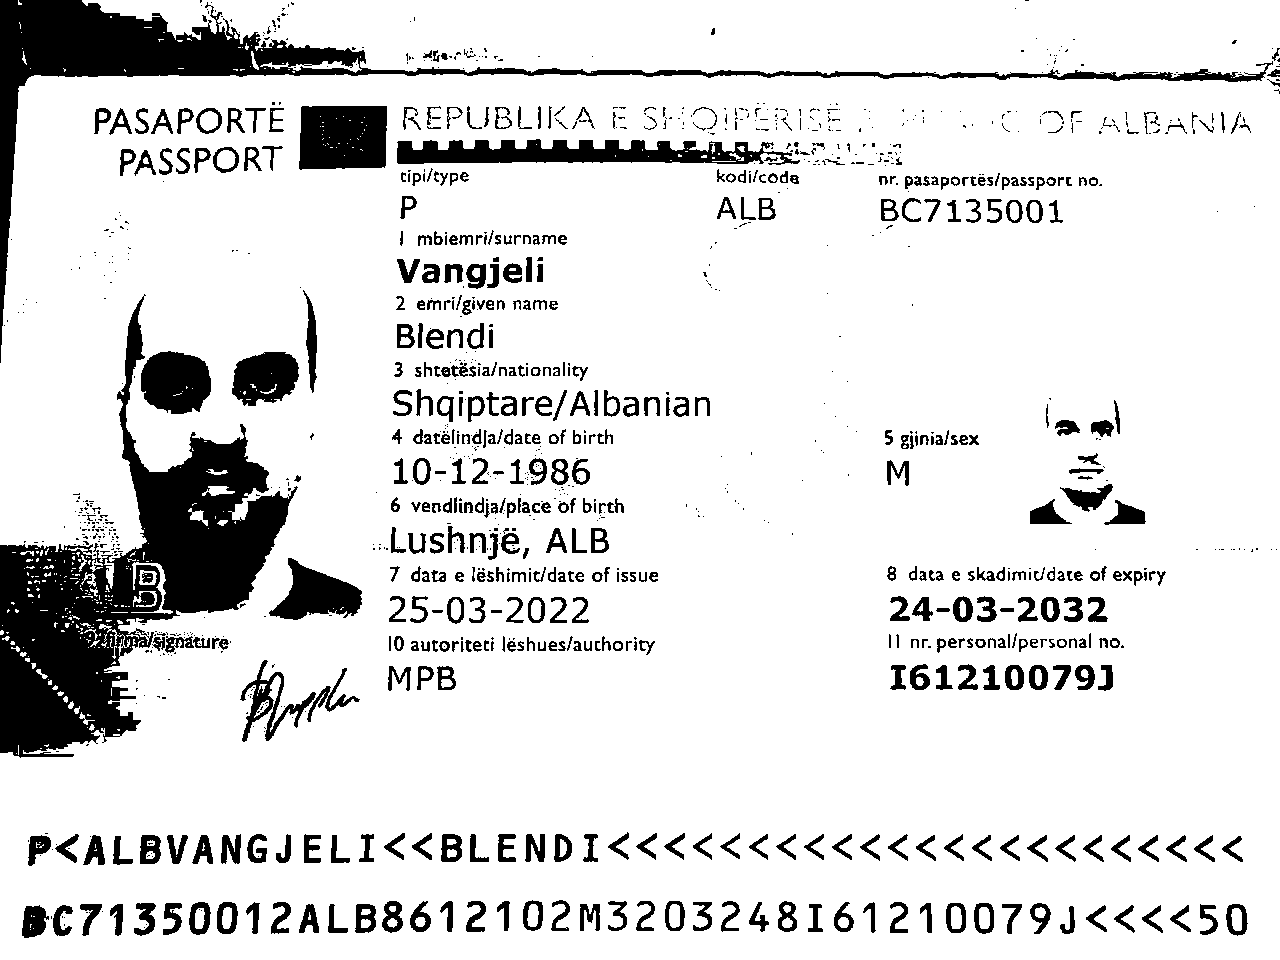 PASAPORTË
PASSPORT
REPUBLIKA E SHQIPËRISË OF ALBANIA
tipi/type kodi/code nr. pasaportës/passport no.
P ALB BC7135001
1 mbiemri/surname
Vangjeli
2 emri/given name
Blendi
3 shtetësia/nationality
Shqiptare/Albanian
4 datëlindja/date of birth 5 gjinia/sex
10-12-1986 M
6 vendlindja/place of birth
Lushnjë, ALB
7 data e lëshimit/date of issue 8 data e skadimit/date of expiry
25-03-2022 24-03-2032
firma/signature 10 autoriteti lëshues/authority 11 nr. personal/personal no.
MPB I61210079J
P<ALBVANGJELI<<BLENDI<<<<<<<<<<<<<<<<<<<<<<<
BC71350012ALB8612102M3203248I61210079J<<<<50